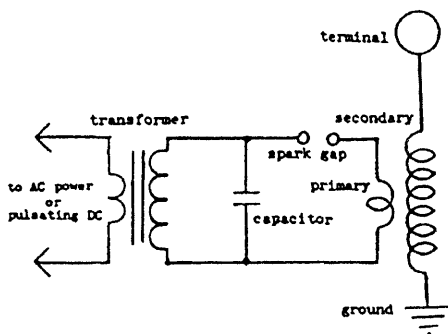 terminal
transformer
secondary
spark gap
to AC power
or
pulsating DC
primary
capacitor
ground